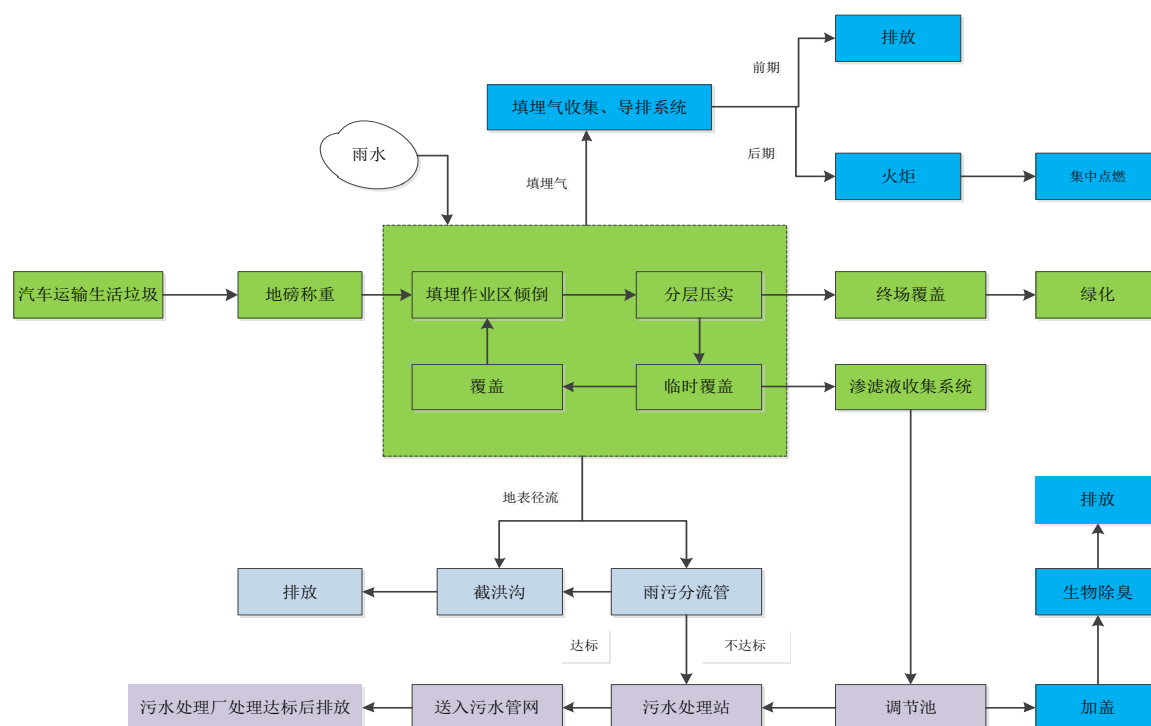 排放
前期
填埋气收集、导排系统
雨水
后期
填埋气
火炬
集中点燃
汽车运输生活垃圾
地磅称重
填埋作业区倾倒
分层压实
终场覆盖
绿化
覆盖
临时覆盖
渗滤液收集系统
地表径流
排放
排放
截洪沟
雨污分流管
生物除臭
达标
不达标
污水处理厂处理达标后排放
送入污水管网
污水处理站
调节池
加盖